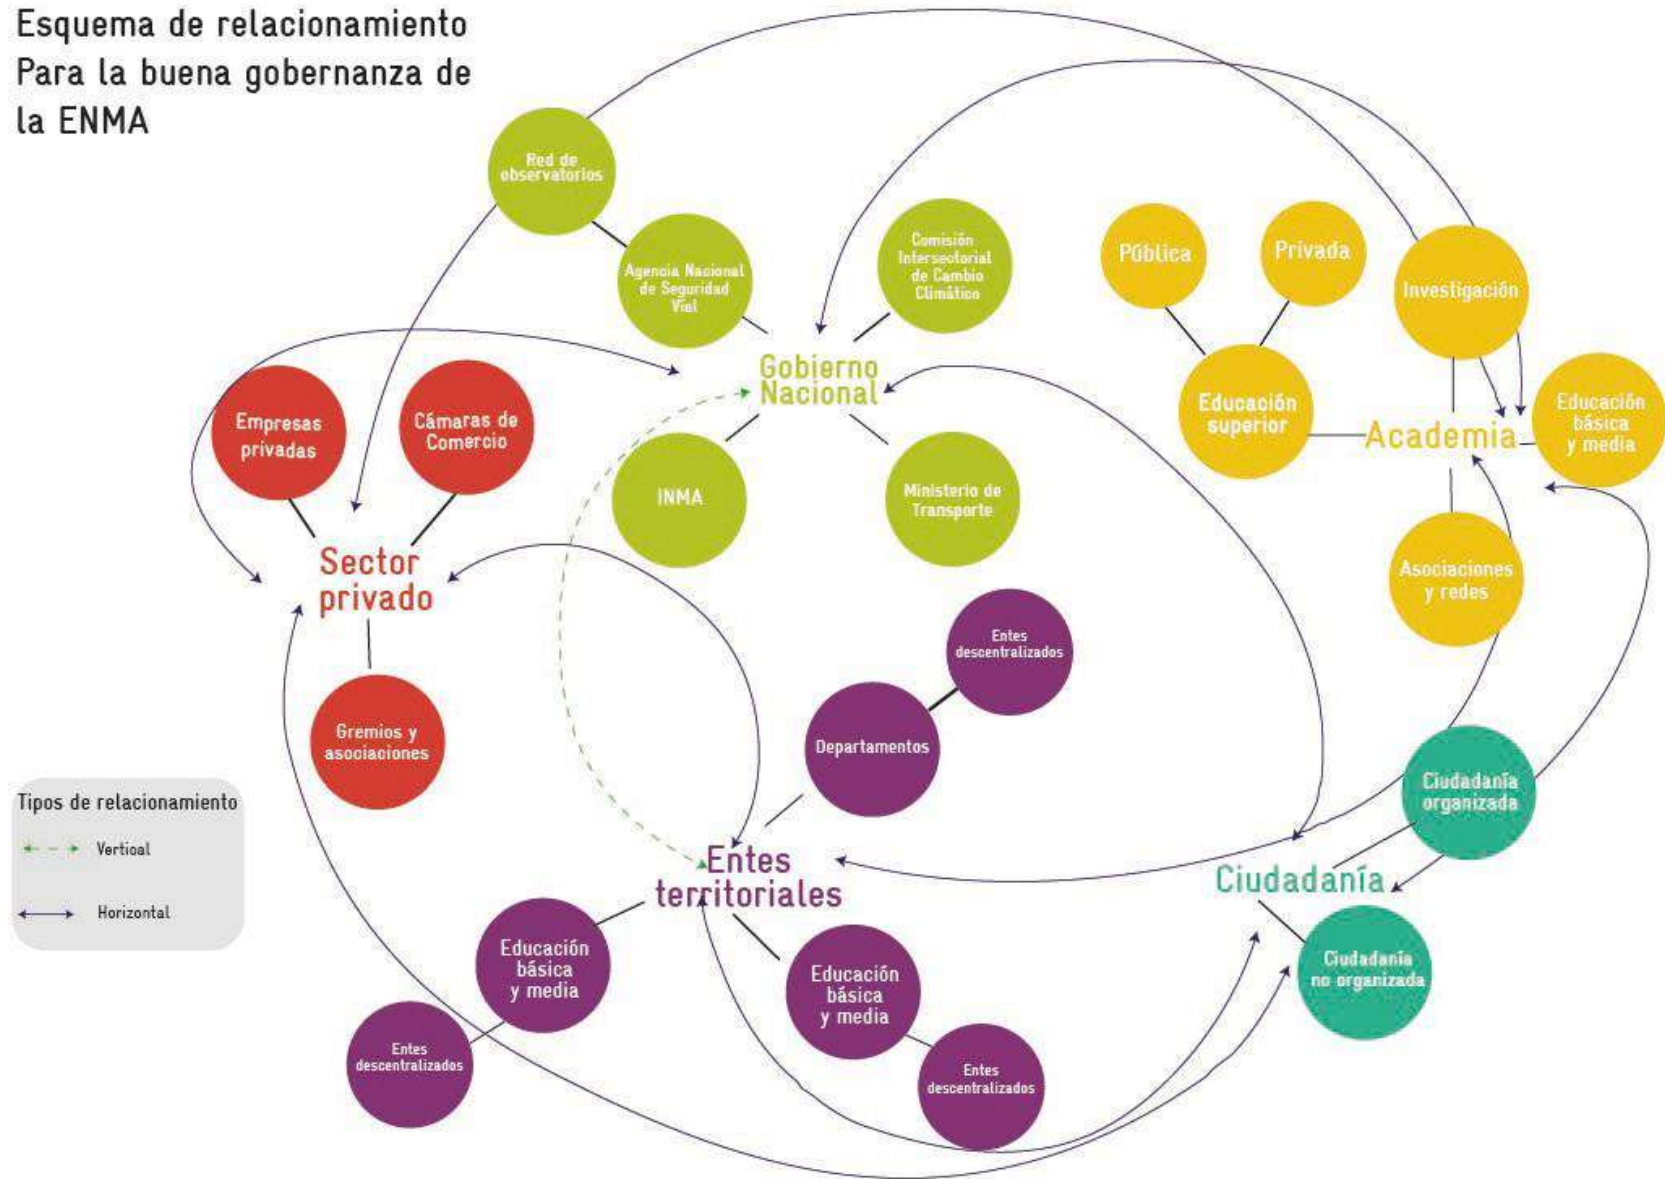 Esquema de relacionamiento
Para la buena gobernanza de
la ENMA
Red de
observatorios
Agencia Nacional
de Seguridad
Vial
Comisión
Intersectorial
de Cambio
Climático
Gobierno
Nacional
INMA
Ministerio de
Transporte
Pública
Privada
Investigación
Educación
superior
Academia
Educación
básica
y media
Asociaciones
y redes
Empresas
privadas
Cámaras de
Comercio
Sector
privado
Gremios y
asociaciones
Entes
descentralizados
Departamentos
Entes
territoriales
Educación
básica
y media
Entes
descentralizados
Educación
básica
y media
Entes
descentralizados
Ciudadanía
organizada
Ciudadanía
Ciudadanía
no organizada
Tipos de relacionamiento
Vertical
Horizontal